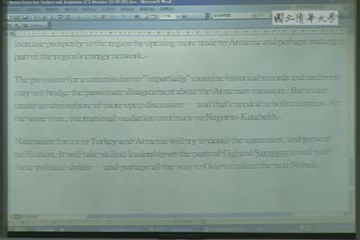 國立清華大學
increase prosperity in the region by opening more trade to Armenia and perhaps making it
part of the region's energy network.
The provision for a commission to "impartially" examine historical records and archives
may not bridge the passionate disagreement about the Armenian massacre. But it can
create an atmosphere of more open discussion and that's needed in both countries. At
the same time, international mediation continues on Nagorno-Karabakh.
Nationalist forces in Turkey and Armenia will try to derail the agreement, and prevent
ratification. It will take skilled leadership on the parts of Gul and Sargsyan to sail past
these political shoals and perhaps all the way to Oslo to collect the next Nobel.